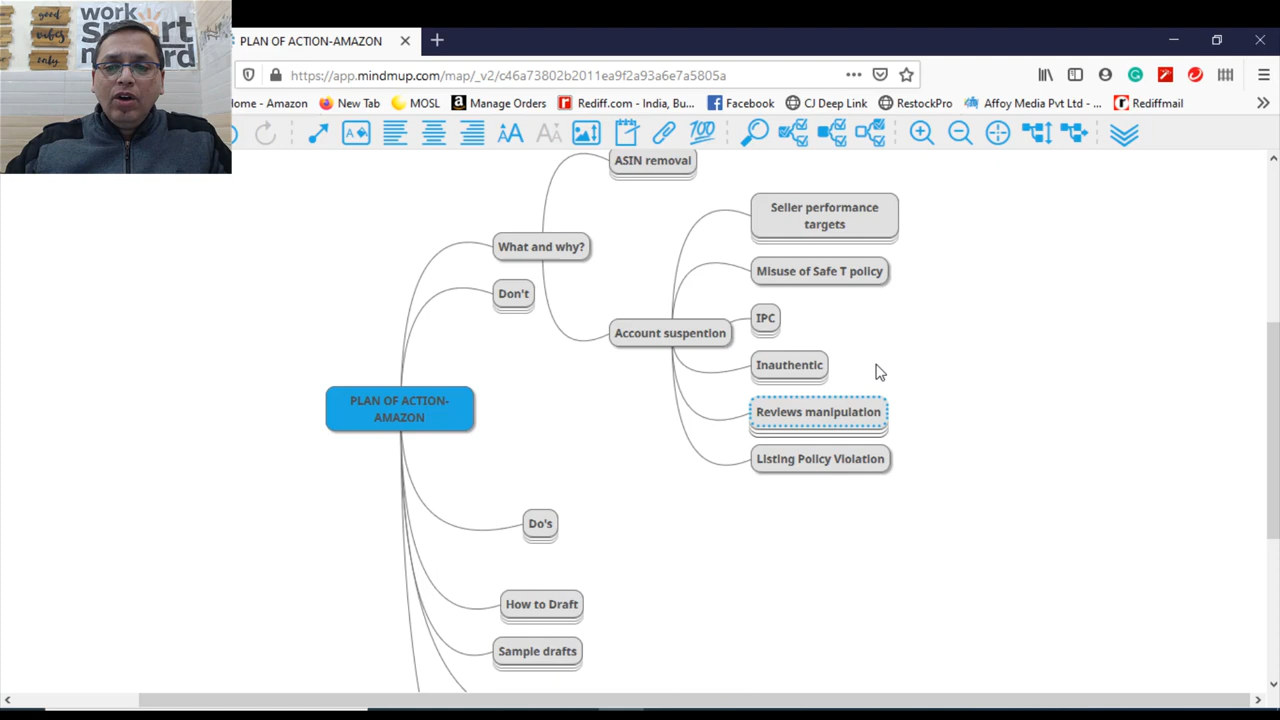 good
vibes
only
work
smart
PLAN OF ACTION-AMAZON
https://app.mindmup.com/map/_v2/c46a73802b2011ea9f2a93a6e7a5805a
Home - Amazon
New Tab
MOSL
Manage Orders
Rediff.com - India, Bu...
Facebook
CJ Deep Link
RestockPro
Affoy Media Pvt Ltd - ...
Rediffmail
ASIN removal
Seller performance
targets
What and why?
Misuse of Safe T policy
Don't
IPC
Account suspention
Inauthentic
PLAN OF ACTION-
AMAZON
Reviews manipulation
Listing Policy Violation
Do's
How to Draft
Sample drafts